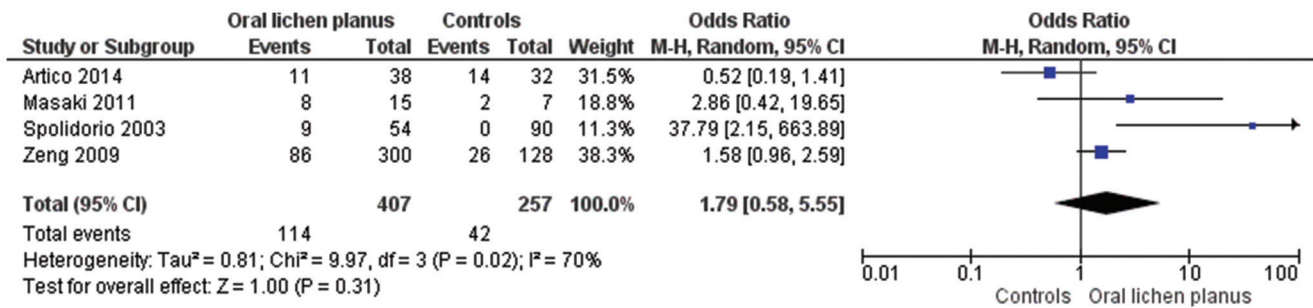 Oral lichen planus Controls Odds Ratio Odds Ratio
Study or Subgroup Events Total Events Total Weight M-H, Random, 95% CI M-H, Random, 95% CI
Artico 2014 11 38 14 32 31.5% 0.52 [0.19, 1.41]
Masaki 2011 8 15 2 7 18.8% 2.86 [0.42, 19.65]
Spolidorio 2003 9 54 0 90 11.3% 37.79 [2.15, 663.89]
Zeng 2009 86 300 26 128 38.3% 1.58 [0.96, 2.59]
Total (95% CI) 407 257 100.0% 1.79 [0.58, 5.55]
Total events 114 42
Heterogeneity: Tau² = 0.81; Chi² = 9.97, df = 3 (P = 0.02); I² = 70%
Test for overall effect: Z = 1.00 (P = 0.31)
0.01 0.1 1 10 100
Controls Oral lichen planus